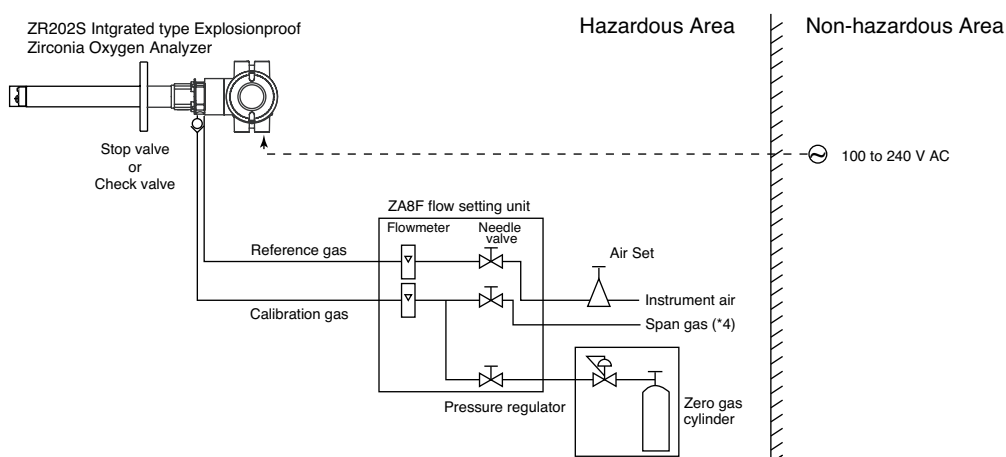 ZR202S Intgrated type Explosionproof
Zirconia Oxygen Analyzer
Hazardous Area
Non-hazardous Area
Stop valve
or
Check valve
100 to 240 V AC
ZA8F flow setting unit
Flowmeter
Needle
valve
Reference gas
Air Set
Calibration gas
Instrument air
Span gas (*4)
Pressure regulator
Zero gas
cylinder